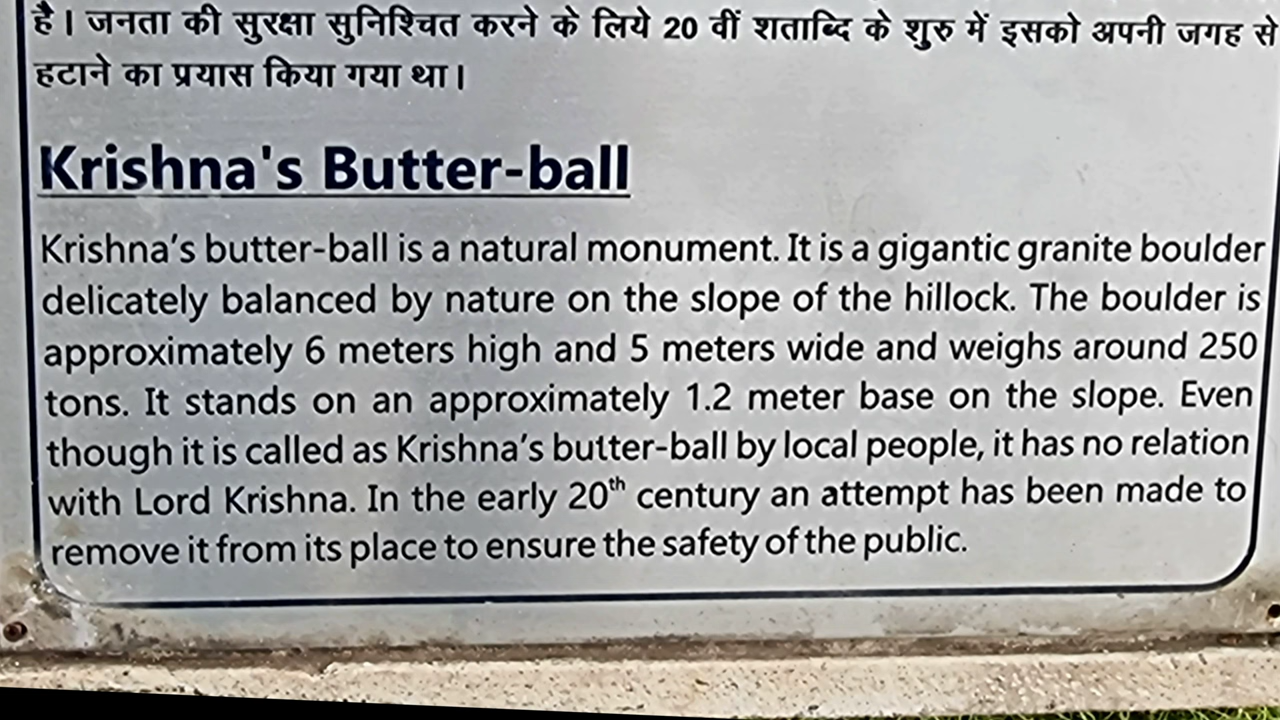 है। जनता की सुरक्षा सुनिश्चित करने के लिये 20 वीं शताब्दि के शुरु में इसको अपनी जगह से
हटाने का प्रयास किया गया था।
Krishna's Butter-ball
Krishna's butter-ball is a natural monument. It is a gigantic granite boulder
delicately balanced by nature on the slope of the hillock. The boulder is
approximately 6 meters high and 5 meters wide and weighs around 250
tons. It stands on an approximately 1.2 meter base on the slope. Even
though it is called as Krishna's butter-ball by local people, it has no relation
with Lord Krishna. In the early 20th century an attempt has been made to
remove it from its place to ensure the safety of the public.